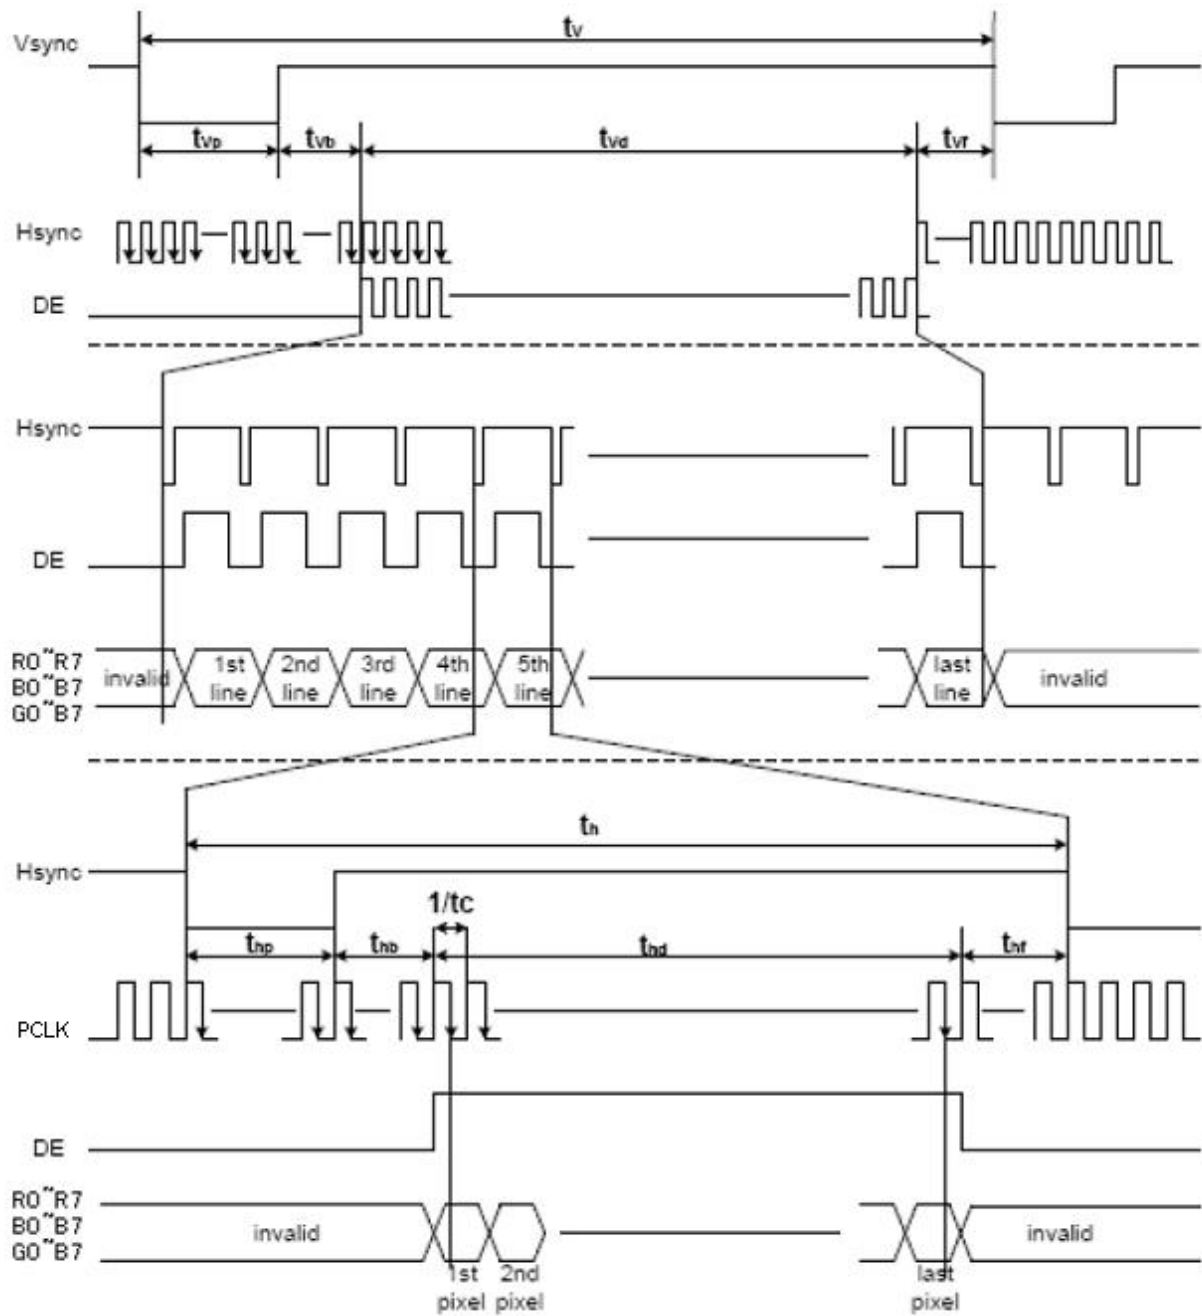 tv
Vsync
tvp
tvb
tvd
tvf
Hsync
DE
Hsync
DE
R0~R7
B0~B7
G0~B7
invalid
1st
line
2nd
line
3rd
line
4th
line
5th
line
last
line
invalid
th
Hsync
1/tc
thp
thb
thd
thf
PCLK
DE
R0~R7
B0~B7
G0~B7
invalid
invalid
1st
pixel
2nd
pixel
last
pixel